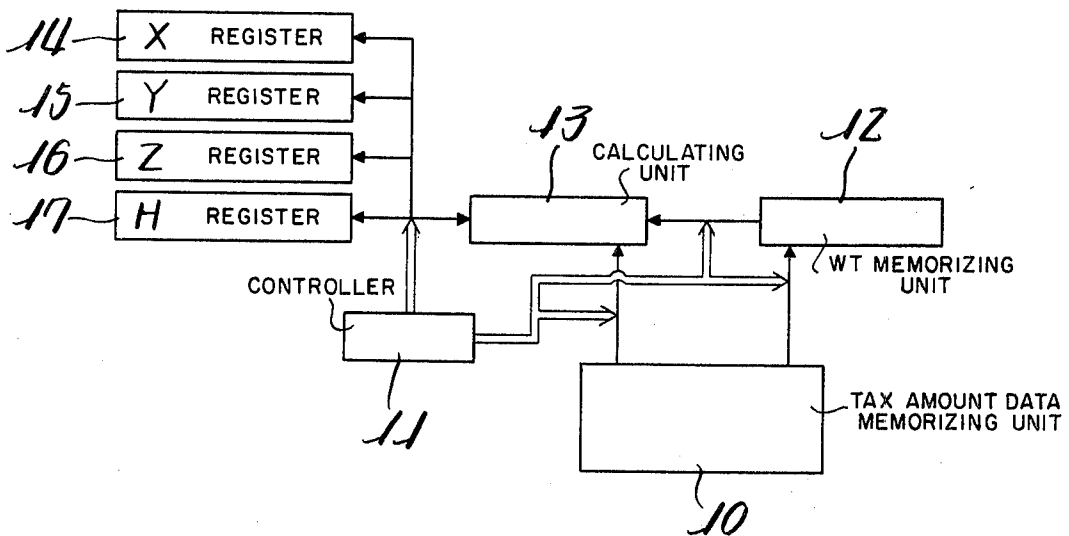 14 X REGISTER
15 Y REGISTER
16 Z REGISTER
17 H REGISTER
13
CALCULATING
UNIT
12
WT MEMORIZING
UNIT
CONTROLLER
11
TAX AMOUNT DATA
MEMORIZING UNIT
10